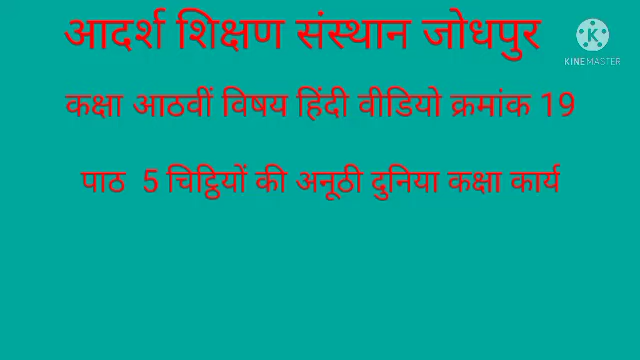 आदर्श शिक्षण संस्थान जोधपुर
K
KINEMASTER
कक्षा आठवीं विषय हिंदी वीडियो क्रमांक 19
पाठ 5 चिट्ठियों की अनूठी दुनिया कक्षा कार्य